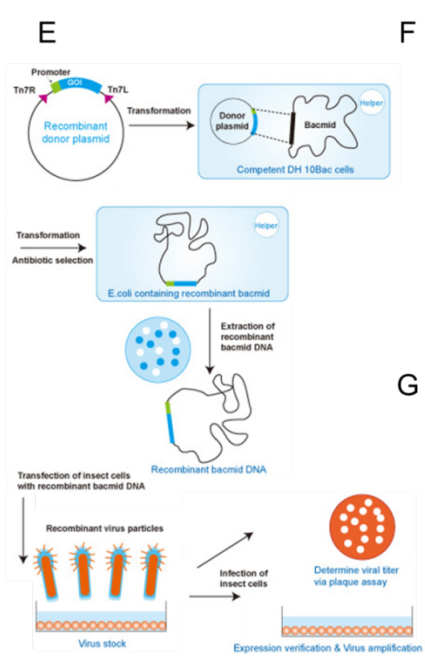 E
F
Promoter
GOI
Tn7R
Tn7L
Recombinant
donor plasmid
Transformation
Donor
plasmid
Bacmid
Helper
Competent DH 10Bac cells
Transformation
Antibiotic selection
Helper
E.coli containing recombinant bacmid
Extraction of
recombinant
bacmid DNA
G
Recombinant bacmid DNA
Transfection of insect cells
with recombinant bacmid DNA
Recombinant virus particles
Virus stock
Infection of
insect cells
Determine viral titer
via plaque assay
Expression verification & Virus amplification